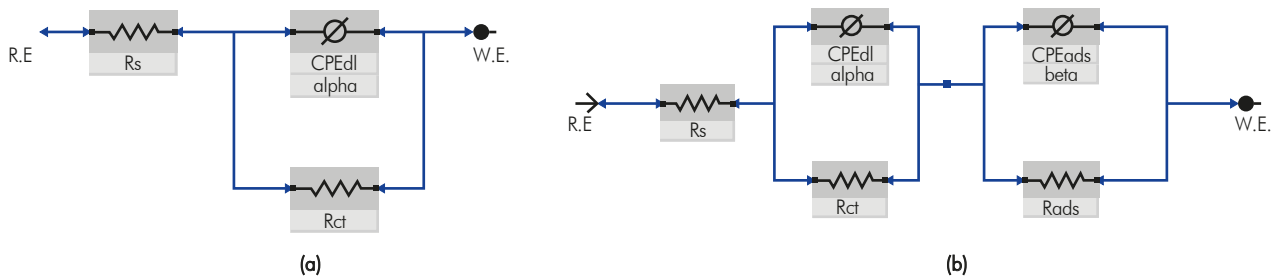 R.E
Rs
CPEdl
alpha
W.E.
Rct
(a)
R.E
Rs
CPEdl
alpha
Rct
CPEads
beta
Rads
W.E.
(b)